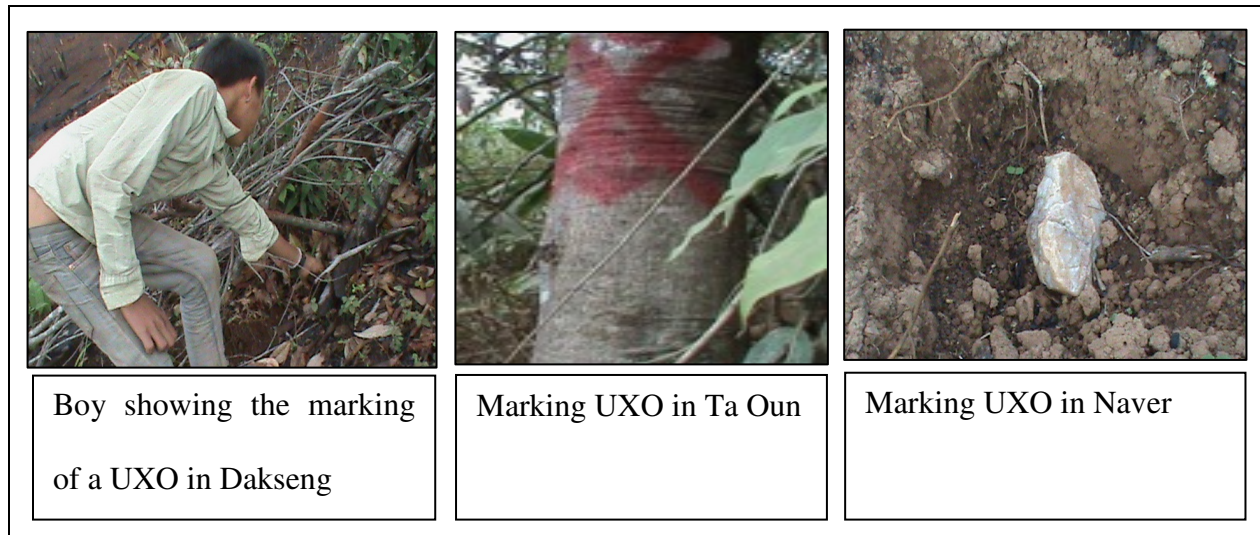 Boy showing the marking
of a UXO in Dakseng
Marking UXO in Ta Oun
Marking UXO in Naver